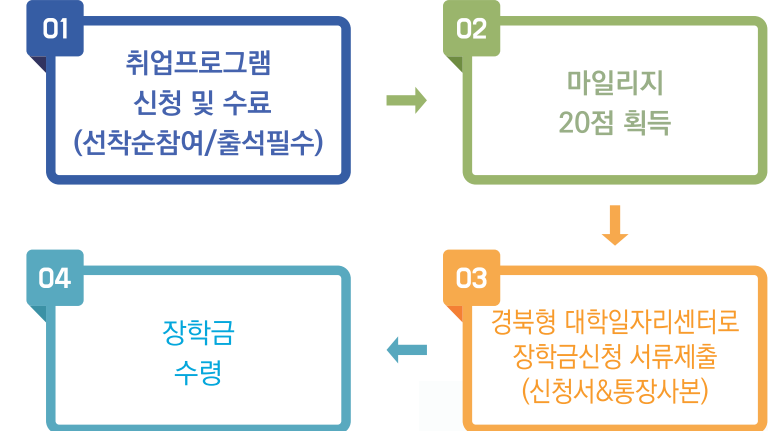 01
취업프로그램
신청 및 수료
(선착순참여/출석필수)
02
마일리지
20점 획득
03
경북형 대학일자리센터로
장학금신청 서류제출
(신청서&통장사본)
04
장학금
수령